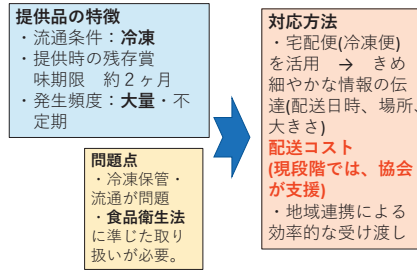 提供品の特徴
・流通条件：冷凍
・提供時の残存賞
味期限　約２ヶ月
・発生頻度：大量・不
定期
問題点
・冷凍保管・
流通が問題
・食品衛生法
に準じた取り
扱いが必要。
対応方法
・宅配便(冷凍便)
を活用　→　きめ
細やかな情報の伝
達(配送日時、場所、
大きさ)
配送コスト
(現段階では、協会
が支援)
・地域連携による
効率的な受け渡し